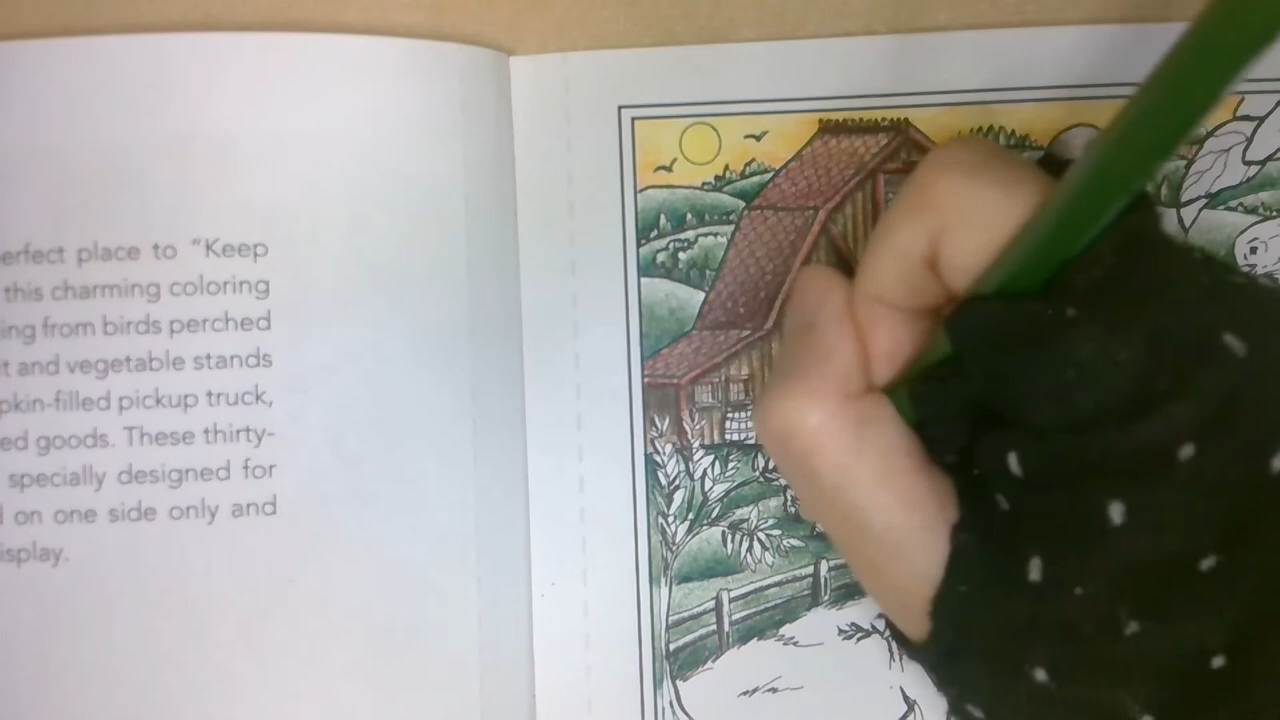 erfect place to “Keep
this charming coloring
ing from birds perched
t and vegetable stands
pkin-filled pickup truck,
ed goods. These thirty-
specially designed for
d on one side only and
isplay.